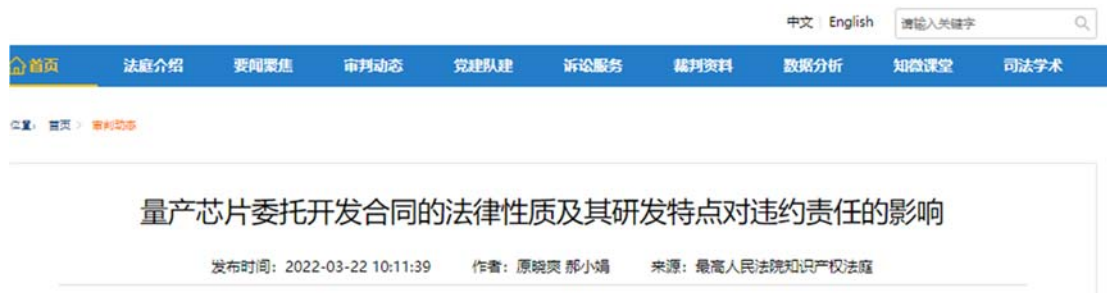 中文 English 请输入关键字
首页 法庭介绍 要闻聚焦 审判动态 党建队建 诉讼服务 裁判资料 数据分析 知微课堂 司法学术
位置： 首页 > 审判动态
量产芯片委托开发合同的法律性质及其研发特点对违约责任的影响
发布时间：2022-03-22 10:11:39 作者：原晓爽 郝小娟 来源：最高人民法院知识产权法庭